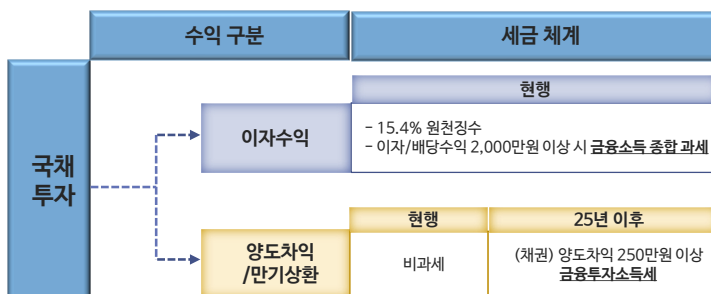 수익 구분
세금 체계
국채
투자
현행
이자수익
- 15.4% 원천징수
- 이자/배당수익 2,000만원 이상 시 금융소득 종합 과세
현행
25년 이후
양도차익
/만기상환
비과세
(채권) 양도차익 250만원 이상
금융투자소득세